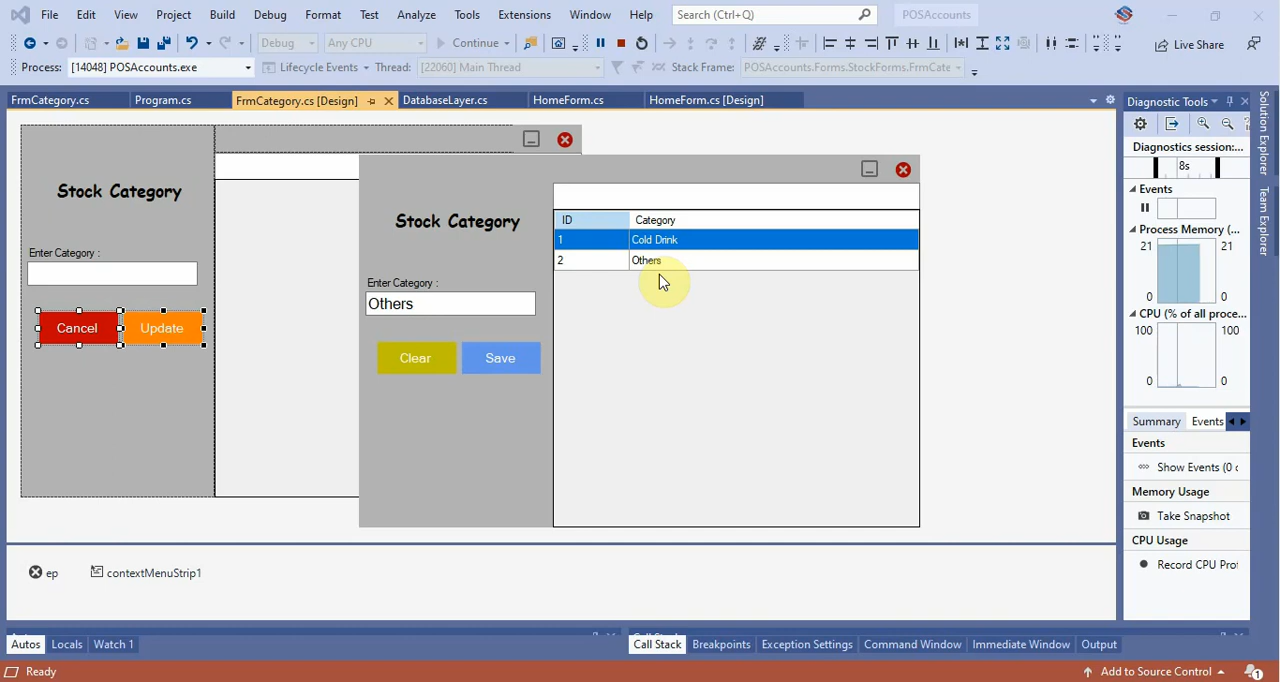 File Edit View Project Build Debug Format Test Analyze Tools Extensions Window Help Search (Ctrl+Q) POSAccounts
Debug Any CPU Continue Live Share
Process: [14048] POSAccounts.exe Lifecycle Events Thread: [22060] Main Thread Stack Frame: POSAccounts.Forms.StockForms.FrmCate
FrmCategory.cs Program.cs FrmCategory.cs [Design] DatabaseLayer.cs HomeForm.cs HomeForm.cs [Design]
Stock Category
Enter Category :
Cancel Update
Stock Category
Enter Category :
Others
Clear Save
ID Category
1 Cold Drink
2 Others
ep contextMenuStrip1
Diagnostic Tools
Diagnostics session:...
8s
Events
Process Memory (...
21 21
0 0
CPU (% of all proce...
100 100
0 0
Summary Events
Events
Show Events (0 c
Memory Usage
Take Snapshot
CPU Usage
Record CPU Prof
Solution Explorer
Team Explorer
Autos Locals Watch 1 Call Stack Breakpoints Exception Settings Command Window Immediate Window Output
Ready Add to Source Control 1